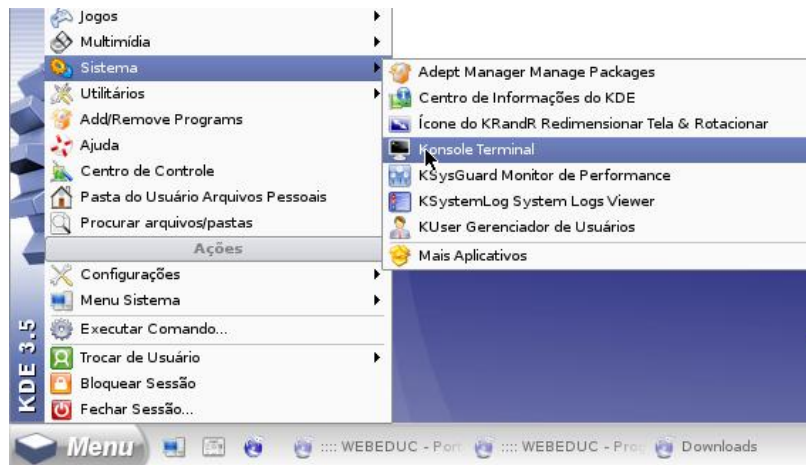 Jogos
Multimídia
Sistema
Utilitários
Add/Remove Programs
Ajuda
Centro de Controle
Pasta do Usuário Arquivos Pessoais
Procurar arquivos/pastas
Ações
Configurações
Menu Sistema
Executar Comando...
Trocar de Usuário
Bloquear Sessão
Fechar Sessão...
KDE 3.5
Adept Manager Manage Packages
Centro de Informações do KDE
Ícone do KRandR Redimensionar Tela & Rotacionar
Konsole Terminal
KSysGuard Monitor de Performance
KSystemLog System Logs Viewer
KUser Gerenciador de Usuários
Mais Aplicativos
Menu
:::: WEBEDUC - Port
:::: WEBEDUC - Prog
Downloads